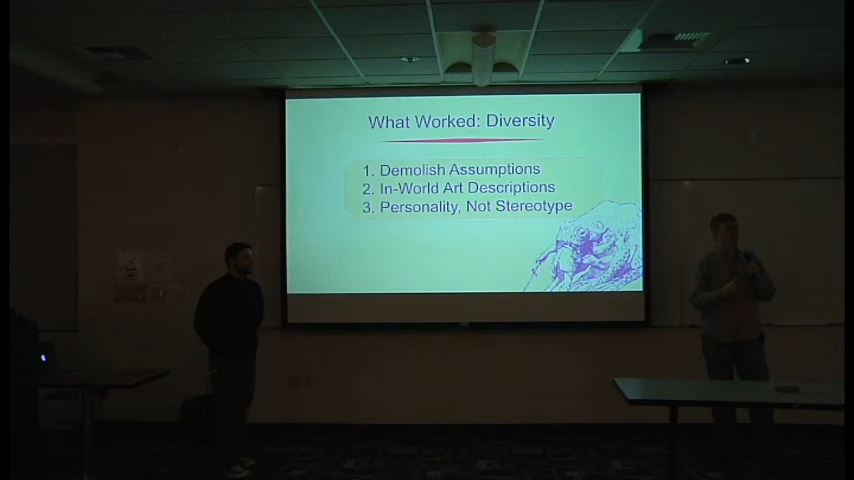 What Worked: Diversity
1. Demolish Assumptions
2. In-World Art Descriptions
3. Personality, Not Stereotype